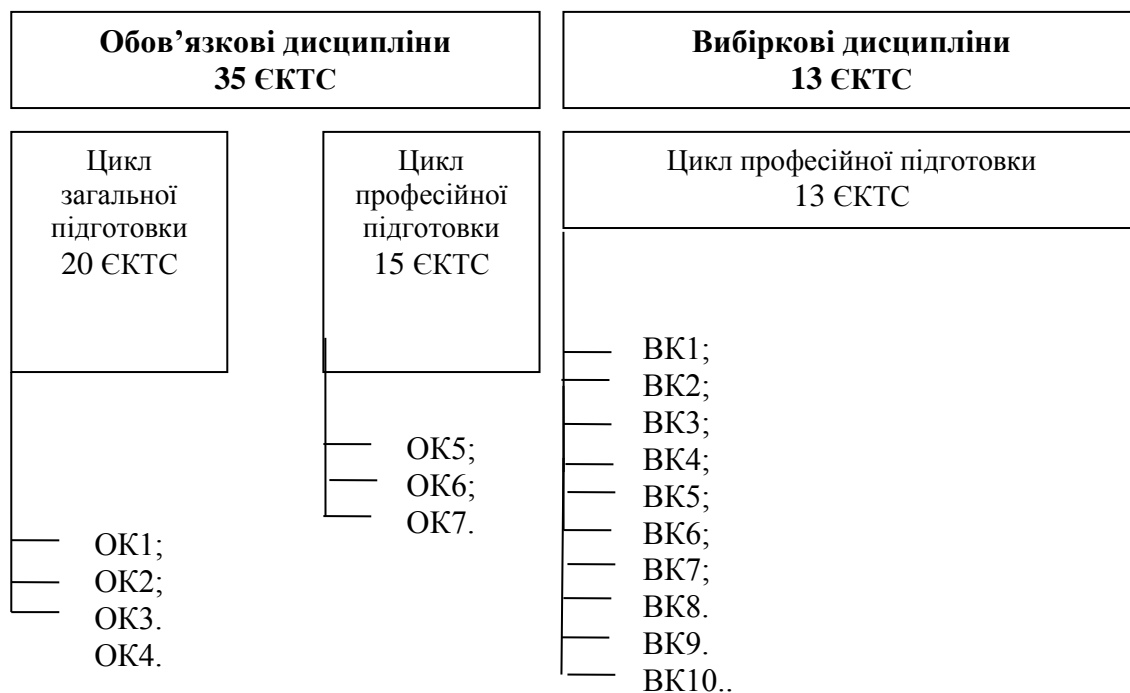 Обов’язкові дисципліни
35 ЄКТС
Вибіркові дисципліни
13 ЄКТС
Цикл
загальної
підготовки
20 ЄКТС
Цикл
професійної
підготовки
15 ЄКТС
Цикл професійної підготовки
13 ЄКТС
ОК1;
ОК2;
ОК3.
ОК4.
ОК5;
ОК6;
ОК7.
ВК1;
ВК2;
ВК3;
ВК4;
ВК5;
ВК6;
ВК7;
ВК8.
ВК9.
ВК10..